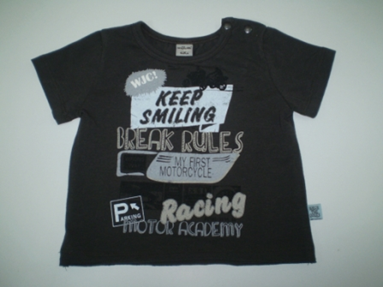 WJC!
KEEP
SMILING
BREAK RULES
MY FIRST
MOTORCYCLE
PARKING
Racing
MOTOR ACADEMY